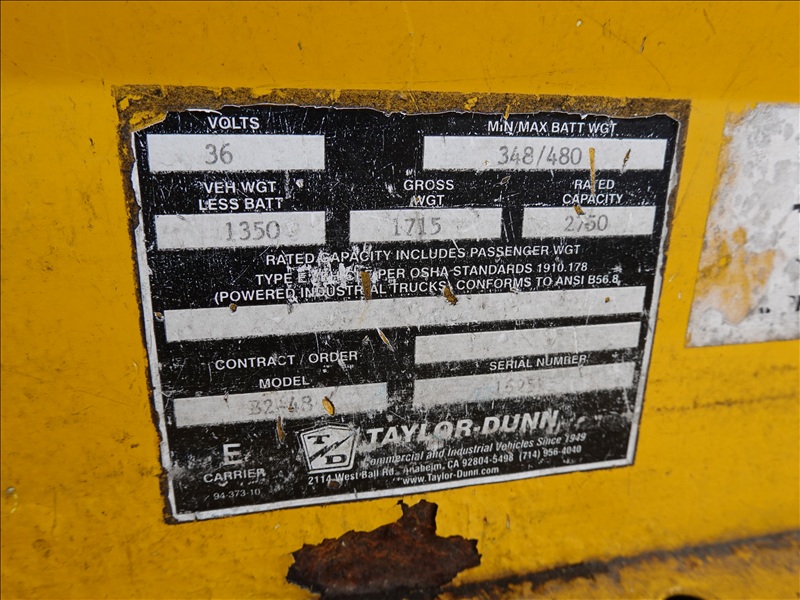 VOLTS
MIN/MAX BATT WGT
36
348/480
VEH WGT
LESS BATT
GROSS
WGT
RATED
CAPACITY
1350
1715
RATED CAPACITY INCLUDES PASSENGER WGT
TYPE PER OSHA STANDARDS 1910.178
(POWERED INDUSTRIAL TRUCKS) CONFORMS TO ANSI B56.8
CONTRACT / ORDER
MODEL
SERIAL NUMBER
B2-48
E
CARRIER
94-373-10
T/D
TAYLOR-DUNN
Commercial and Industrial Vehicles Since 1949
2114 West Ball Rd. Anaheim, CA 92804-5498 (714) 956-4040
www.Taylor-Dunn.com